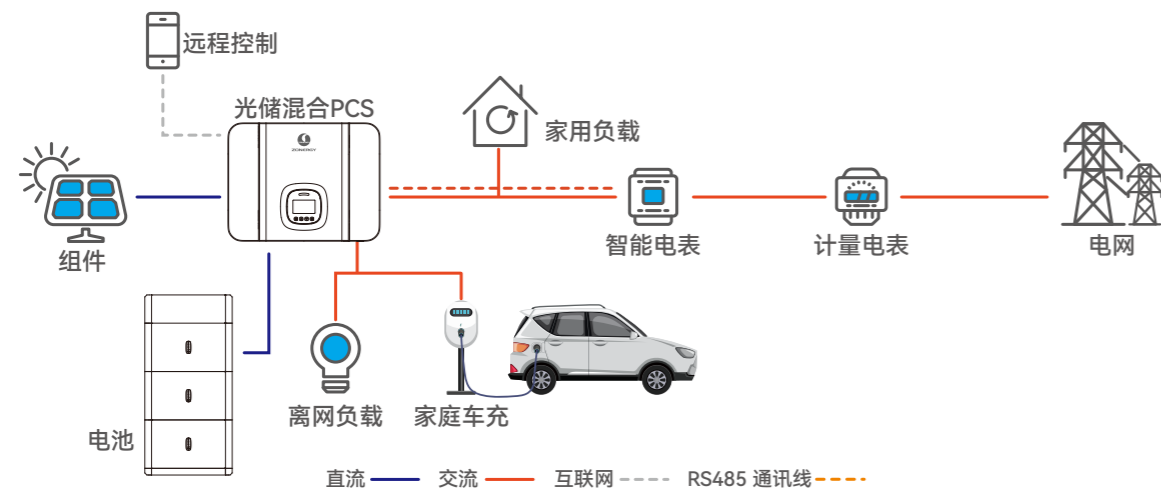 远程控制
光储混合PCS
ZONERGY
家用负载
组件
智能电表
计量电表
电网
电池
离网负载
家庭车充
直流
交流
互联网
RS485 通讯线